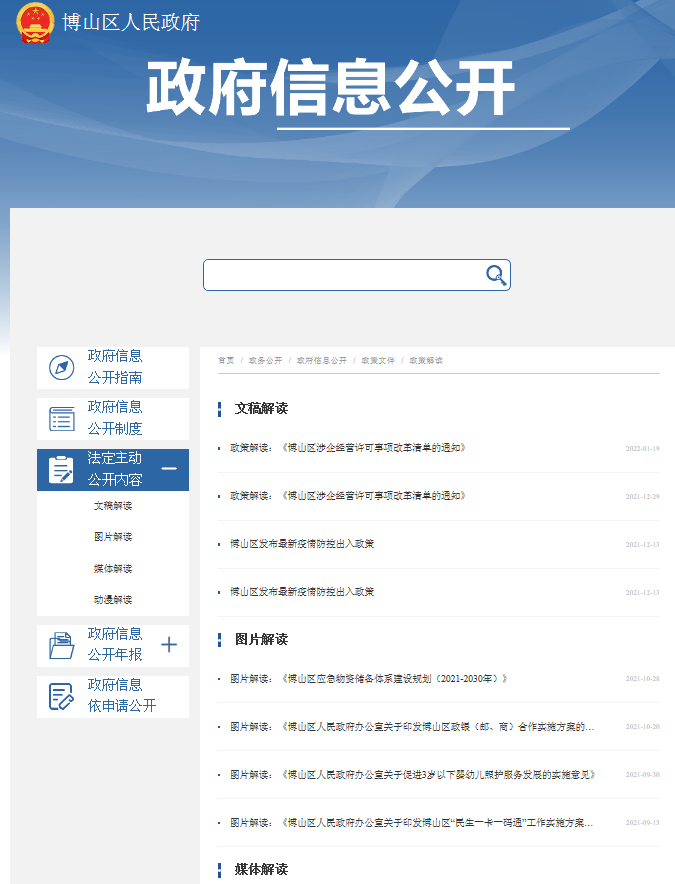 博山区人民政府
政府信息公开
政府信息
公开指南
政府信息
公开制度
法定主动
公开内容
文稿解读
图片解读
媒体解读
动漫解读
政府信息
公开年报
政府信息
依申请公开
首页 / 政务公开 / 政府信息公开 / 政策文件 / 政策解读
文稿解读
政策解读：《博山区涉企经营许可事项改革清单的通知》 2022-01-19
政策解读：《博山区涉企经营许可事项改革清单的通知》 2021-12-29
博山区发布最新疫情防控出入政策 2021-12-13
博山区发布最新疫情防控出入政策 2021-12-13
图片解读
图片解读：《博山区应急物资储备体系建设规划（2021-2030年）》 2021-10-28
图片解读：《博山区人民政府办公室关于印发博山区政银（邮、商）合作实施方案的... 2021-10-20
图片解读：《博山区人民政府办公室关于促进3岁以下婴幼儿照护服务发展的实施意见》 2021-09-30
图片解读：《博山区人民政府办公室关于印发博山区“民生一卡一码通”工作实施方案... 2021-09-13
媒体解读